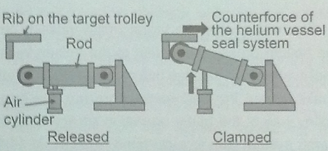 Rib on the target trolley
Rod
Air
cylinder
Released
Counterforce of
the helium vessel
seal system
Clamped